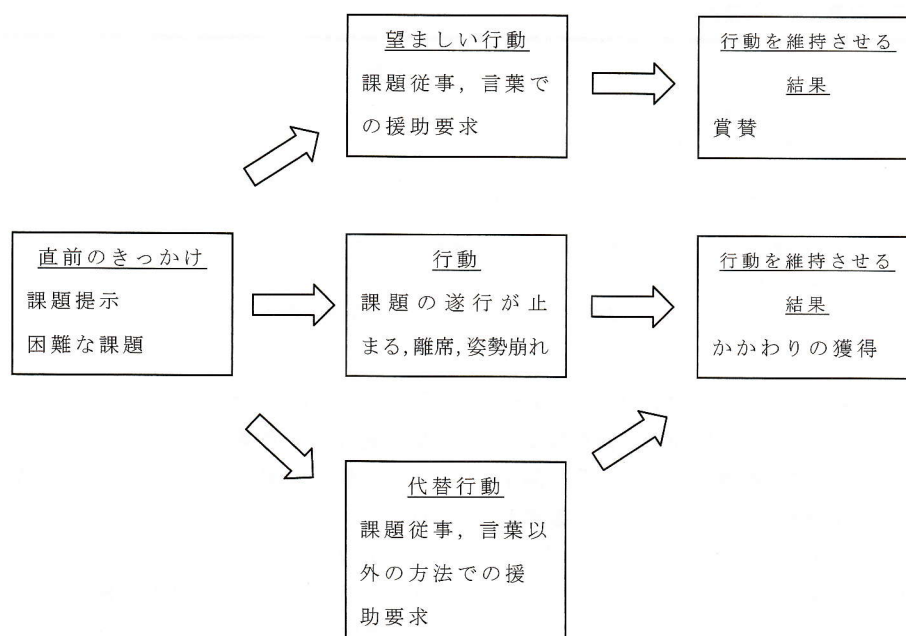 望ましい行動
課題従事，言葉で
の援助要求
行動を維持させる
結果
賞賛
直前のきっかけ
課題提示
困難な課題
行動
課題の遂行が止
まる，離席，姿勢崩れ
行動を維持させる
結果
かかわりの獲得
代替行動
課題従事，言葉以
外の方法での援
助要求